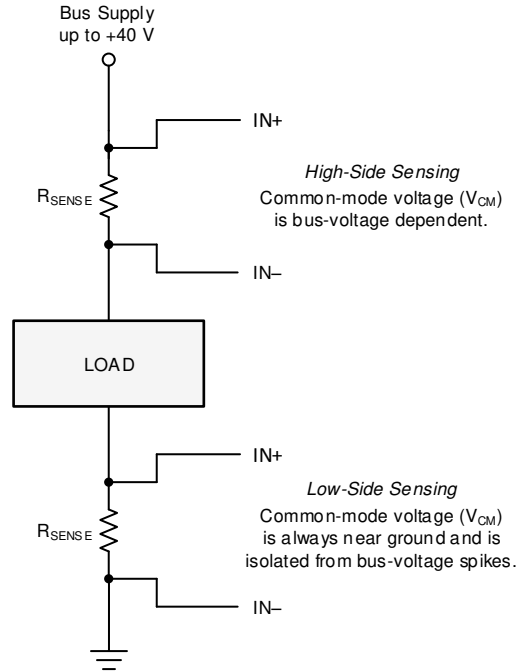 Bus Supply
up to +40 V
IN+
High-Side Sensing
RSENSE
Common-mode voltage (VCM)
is bus-voltage dependent.
IN–
LOAD
IN+
Low-Side Sensing
Common-mode voltage (VCM)
RSENSE
is always near ground and is
isolated from bus-voltage spikes.
IN–